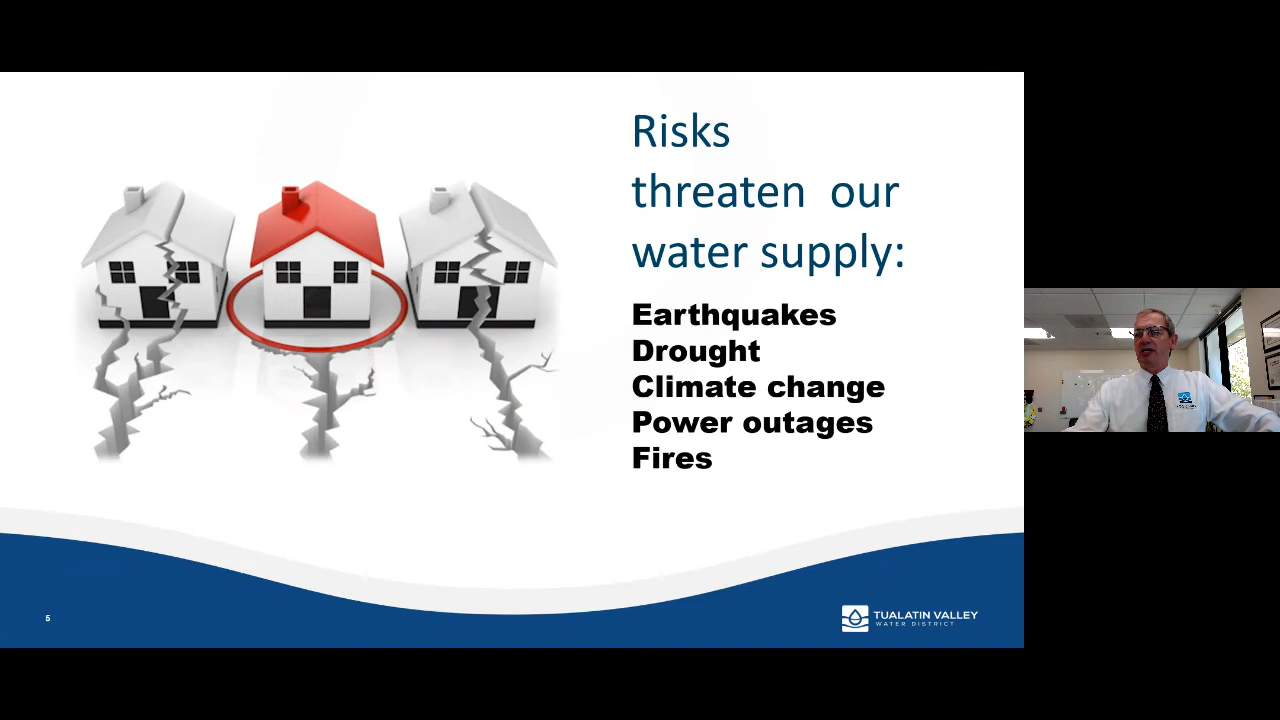 Risks
threaten our
water supply:
Earthquakes
Drought
Climate change
Power outages
Fires
5
TUALATIN VALLEY
WATER DISTRICT